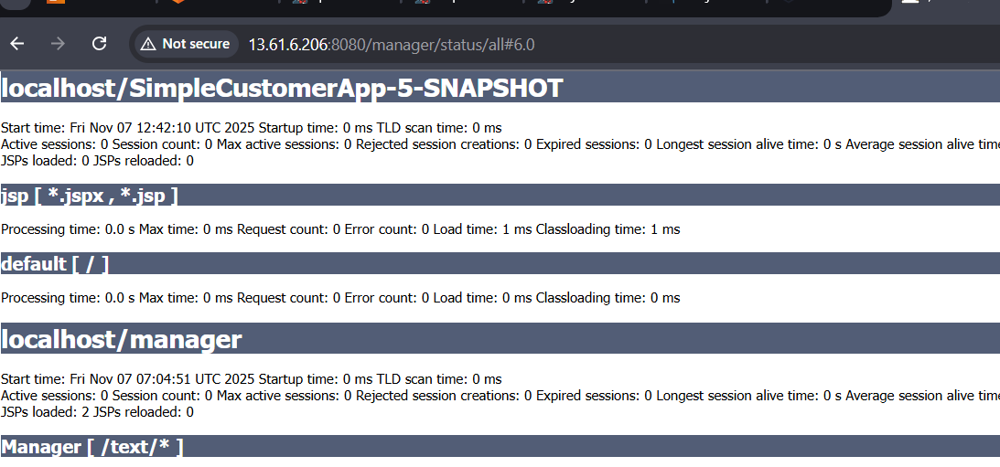 Not secure 13.61.6.206:8080/manager/status/all#6.0
localhost/SimpleCustomerApp-5-SNAPSHOT
Start time: Fri Nov 07 12:42:10 UTC 2025 Startup time: 0 ms TLD scan time: 0 ms
Active sessions: 0 Session count: 0 Max active sessions: 0 Rejected session creations: 0 Expired sessions: 0 Longest session alive time: 0 s Average session alive
JSPs loaded: 0 JSPs reloaded: 0
jsp [ *.jspx , *.jsp ]
Processing time: 0.0 s Max time: 0 ms Request count: 0 Error count: 0 Load time: 1 ms Classloading time: 1 ms
default [ / ]
Processing time: 0.0 s Max time: 0 ms Request count: 0 Error count: 0 Load time: 0 ms Classloading time: 0 ms
localhost/manager
Start time: Fri Nov 07 07:04:51 UTC 2025 Startup time: 0 ms TLD scan time: 0 ms
Active sessions: 0 Session count: 0 Max active sessions: 0 Rejected session creations: 0 Expired sessions: 0 Longest session alive time: 0 s Average session alive
JSPs loaded: 2 JSPs reloaded: 0
Manager [ /text/* ]